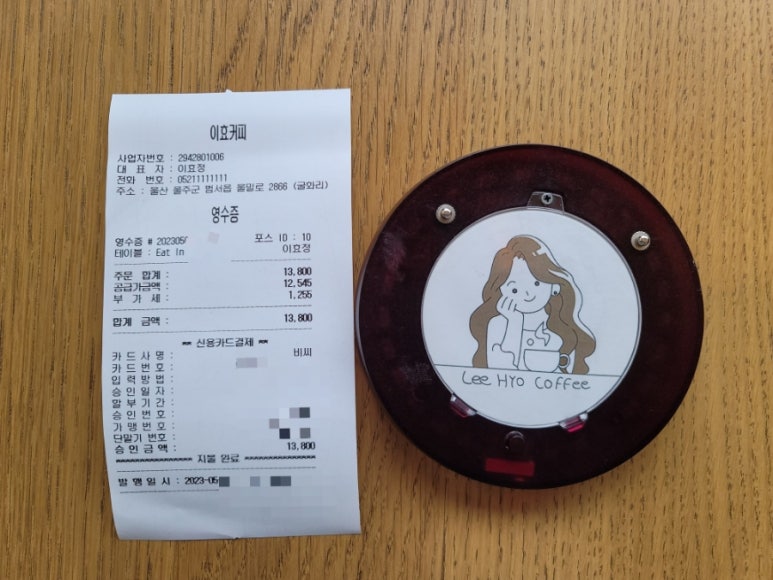 이효커피
사업자번호 : 2942801006
대 표 자 : 이효정
전화 번호 : 05211111111
주소 : 울산 울주군 범서읍 울밀로 2866 (굴화리)
영수증
영수증 # 202305 포스 ID : 10
테이블 : Eat In 이효정
주문 합계 : 13,800
공급가금액 : 12,545
부 가 세 : 1,255
합계 금액 : 13,800
** 신용카드결제 **
카 드 사 명 : 비씨
카 드 번 호 :
입 력 방 법 :
승 인 일 자 :
할 부 기 간 :
승 인 번 호 :
가 맹 번 호 :
단말기 번호 :
승 인 금 액 : 13,800
지불 완료
발 행 일 시 : 2023-05
Lee HYO Coffee